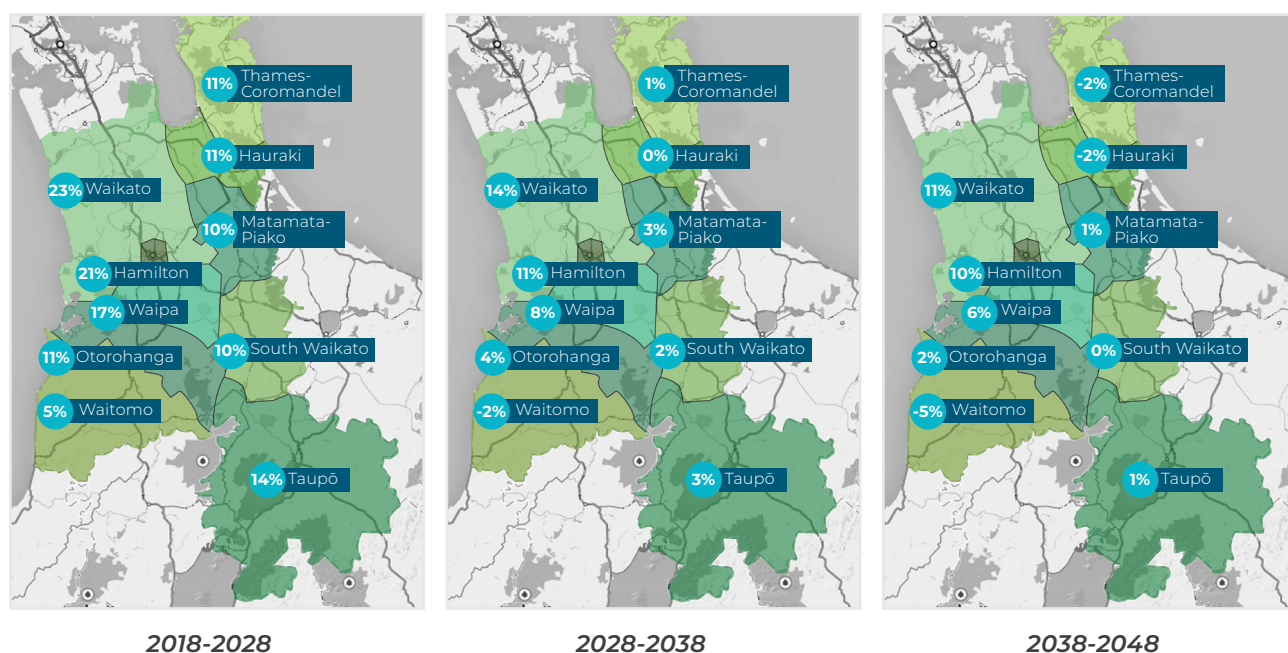 11%
Thames-
Coromandel
11%
Hauraki
23%
Waikato
10%
Matamata-
Piako
21%
Hamilton
17%
Waipa
11%
Otorohanga
10%
South Waikato
5%
Waitomo
14%
Taupō
2018-2028
1%
Thames-
Coromandel
0%
Hauraki
14%
Waikato
3%
Matamata-
Piako
11%
Hamilton
8%
Waipa
4%
Otorohanga
2%
South Waikato
-2%
Waitomo
3%
Taupō
2028-2038
-2%
Thames-
Coromandel
-2%
Hauraki
11%
Waikato
1%
Matamata-
Piako
10%
Hamilton
6%
Waipa
2%
Otorohanga
0%
South Waikato
-5%
Waitomo
1%
Taupō
2038-2048